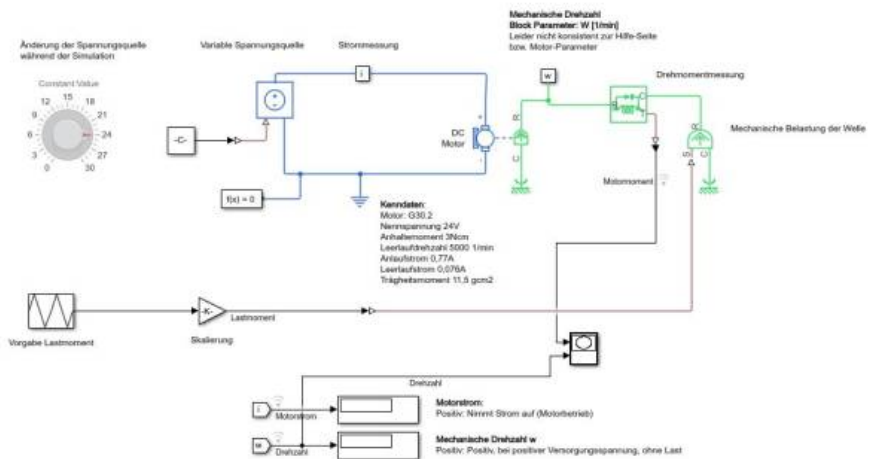 Mechanische Drehzahl
Block Parameter: W [1/min]
Leider nicht konsistent zur Hilfe-Seite
bzw. Motor-Parameter
Änderung der Spannungsquelle
während der Simulation
Variable Spannungsquelle
Strommessung
Constant Value
0
3
6
9
12
15
18
21
24
27
30
i
w
Drehmomentmessung
-C-
DC
Motor
+
-
R
C
R
S
C
Mechanische Belastung der Welle
Motormoment
f(x) = 0
Kenndaten:
Motor: G30.2
Nennspannung 24V
Anhaltemoment 3Ncm
Leerlaufdrehzahl 5000 1/min
Anlaufstrom 0,77A
Leerlaufstrom 0,076A
Trägheitsmoment 11,5 gcm2
-K-
Lastmoment
Vorgabe Lastmoment
Skalierung
Drehzahl
i
Motorstrom
Motorstrom:
Positiv: Nimmt Strom auf (Motorbetrieb)
w
Drehzahl
Mechanische Drehzahl w
Positiv: Positiv, bei positiver Versorgungsspannung, ohne Last